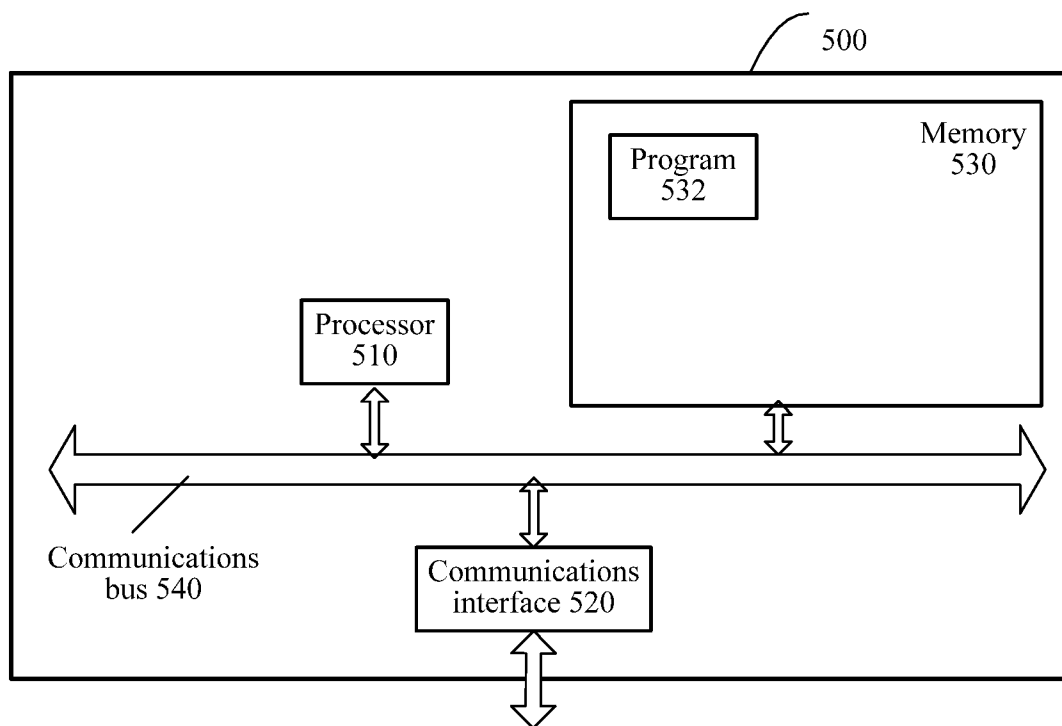 500
Memory
530
Program
532
Processor
510
Communications
bus 540
Communications
interface 520